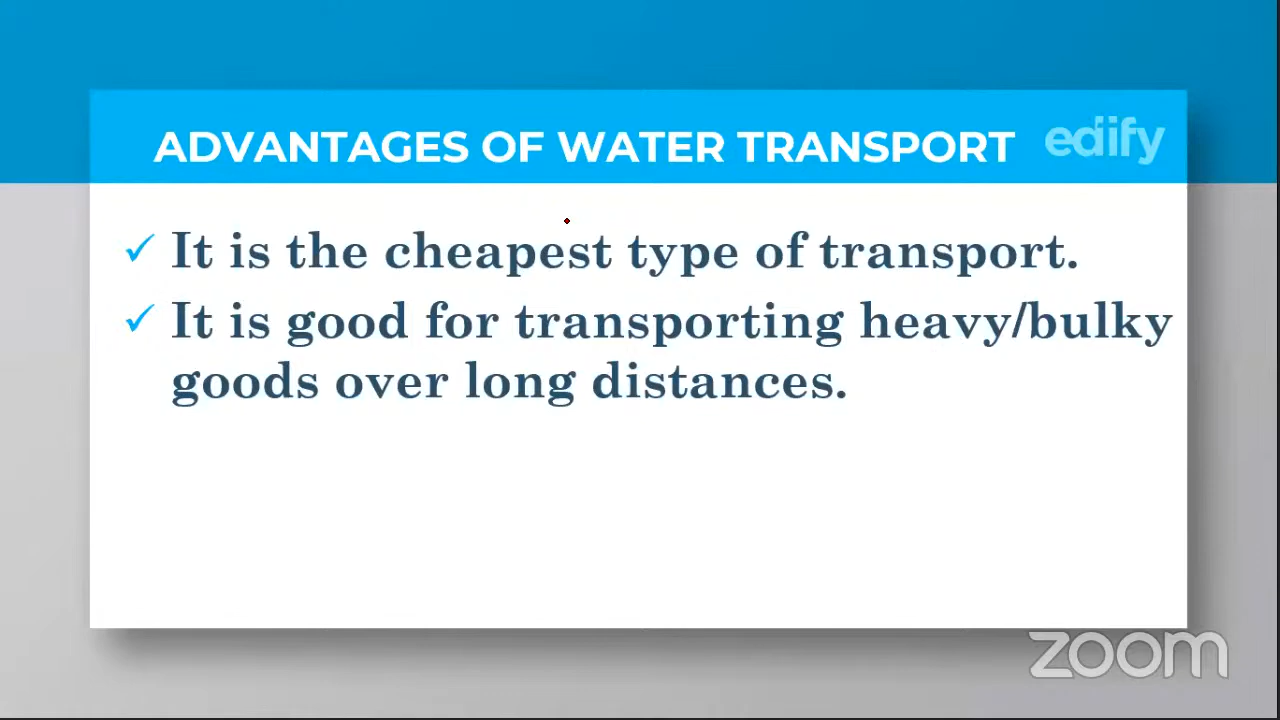 ADVANTAGES OF WATER TRANSPORT edify
It is the cheapest type of transport.
It is good for transporting heavy/bulky
goods over long distances.
zoom